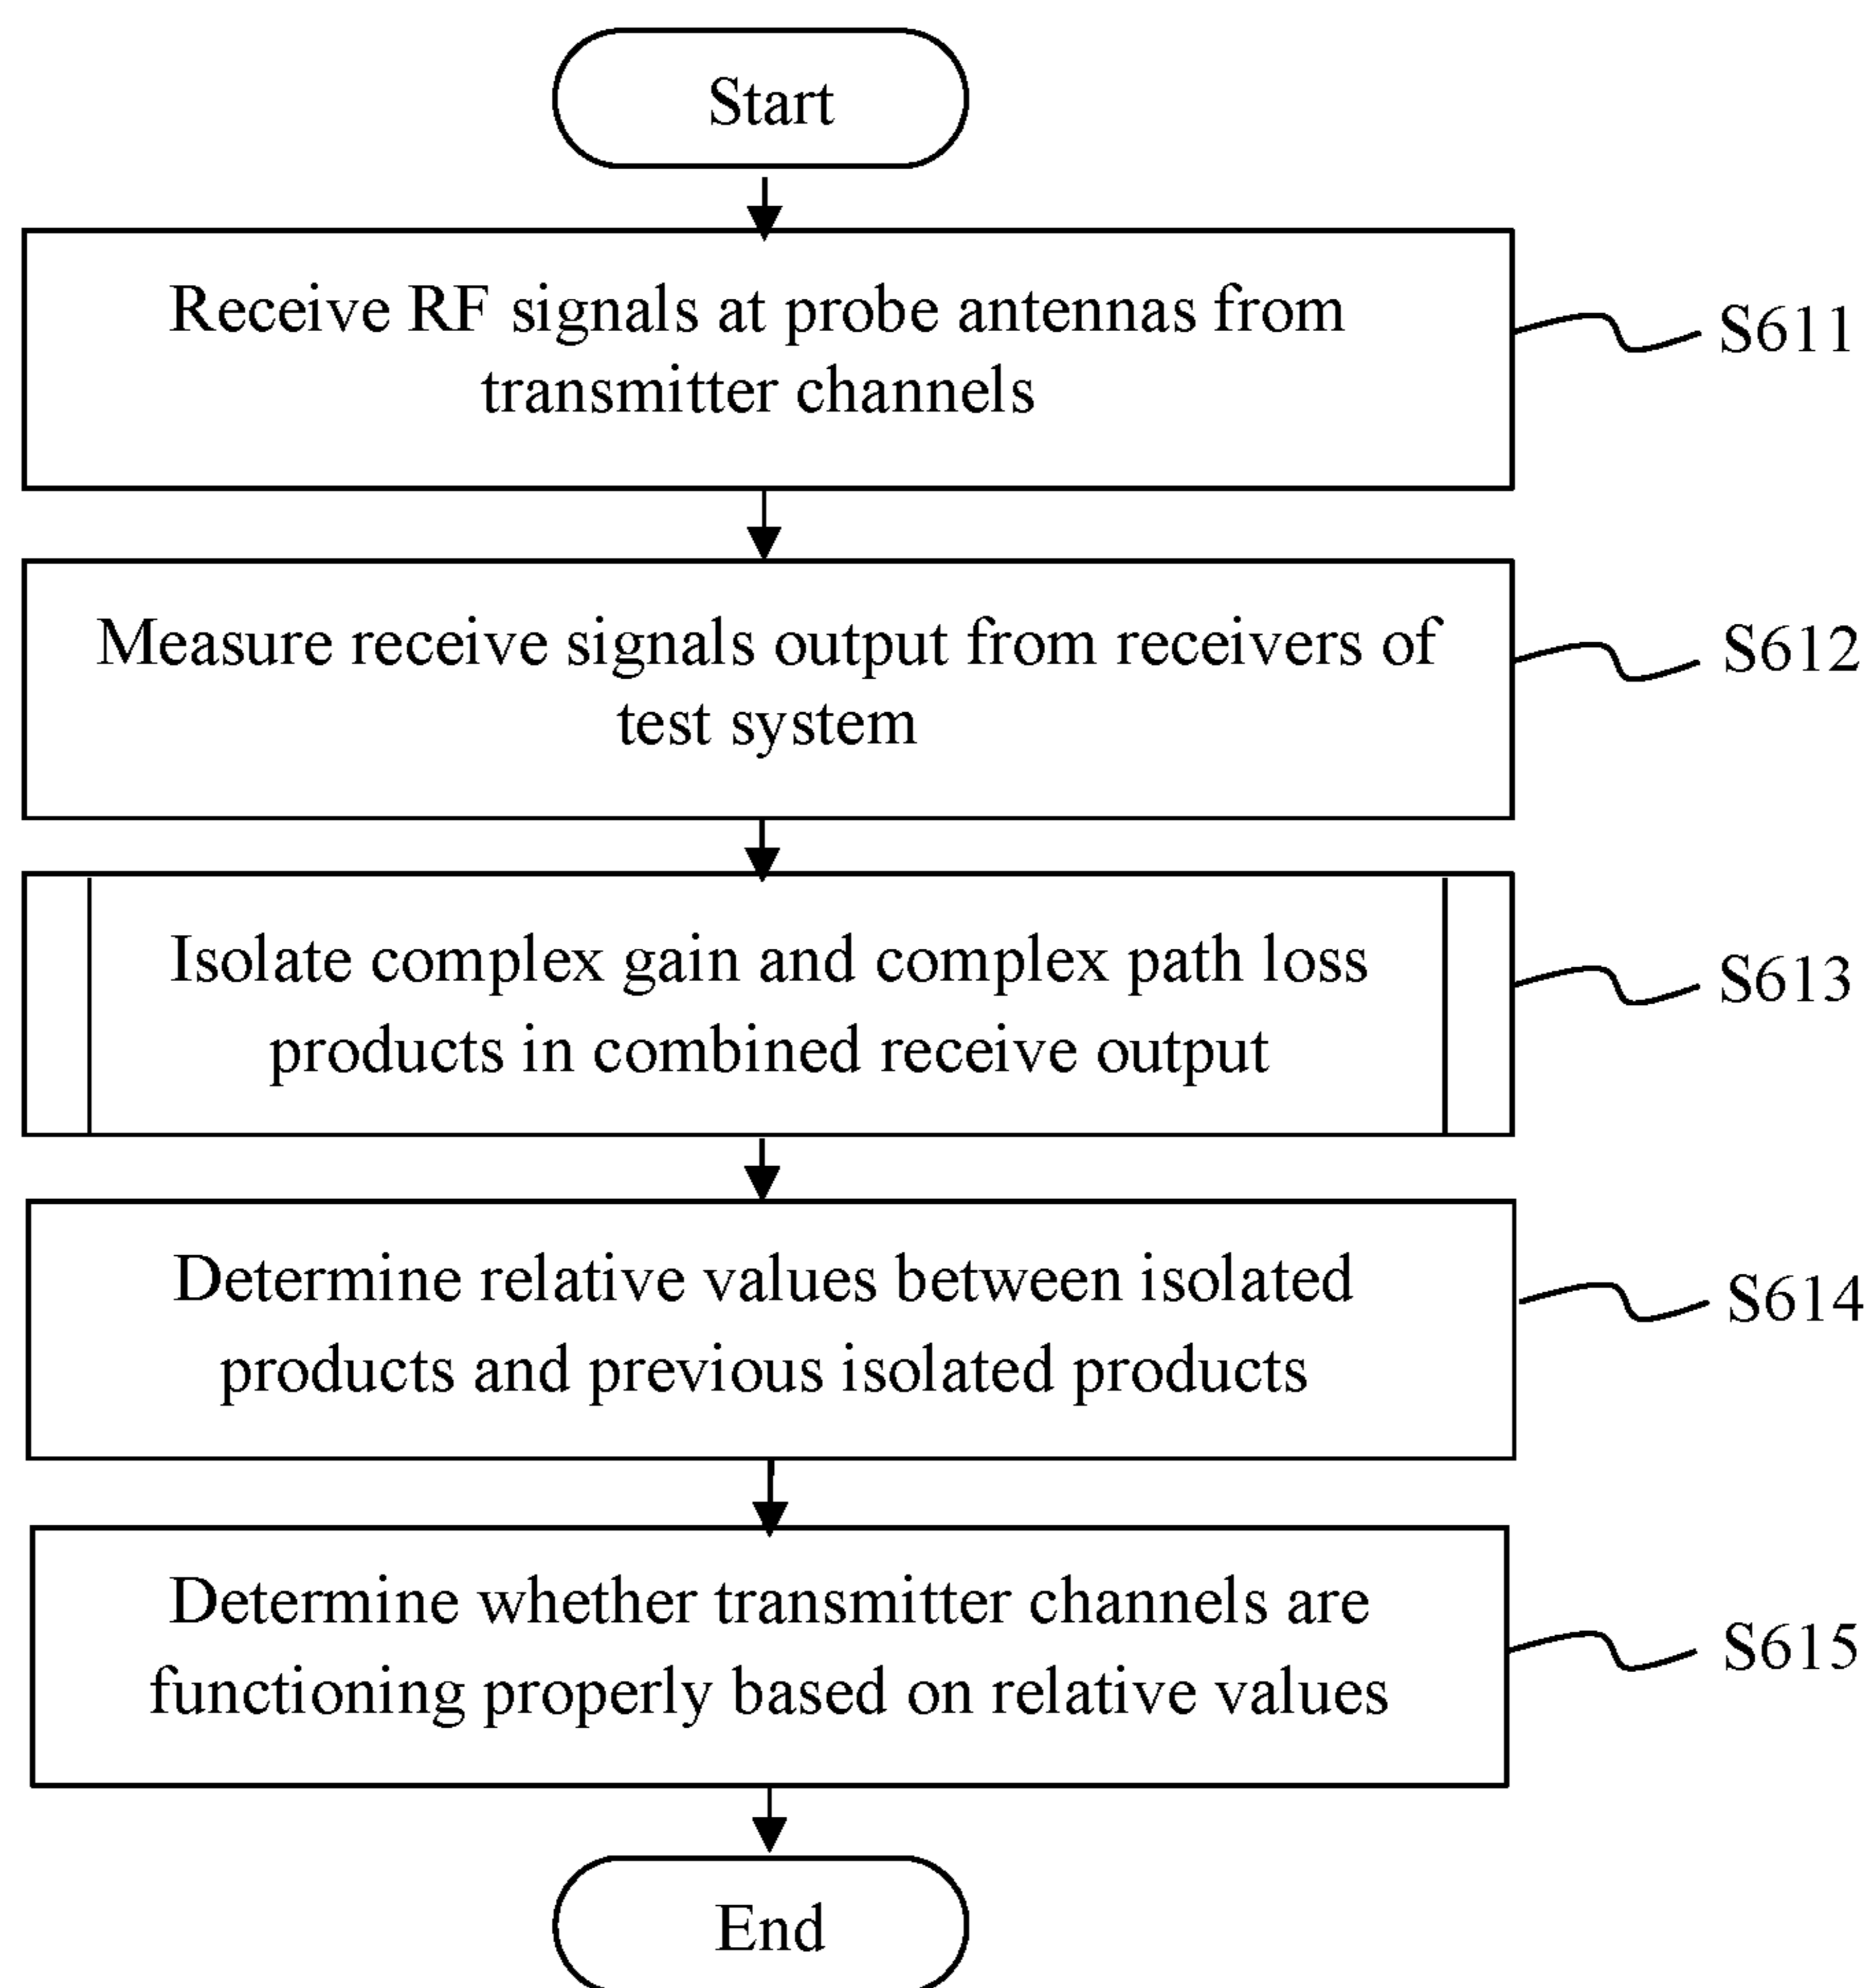 Start
Receive RF signals at probe antennas from
transmitter channels
S611
Measure receive signals output from receivers of
test system
S612
Isolate complex gain and complex path loss
products in combined receive output
S613
Determine relative values between isolated
products and previous isolated products
S614
Determine whether transmitter channels are
functioning properly based on relative values
S615
End